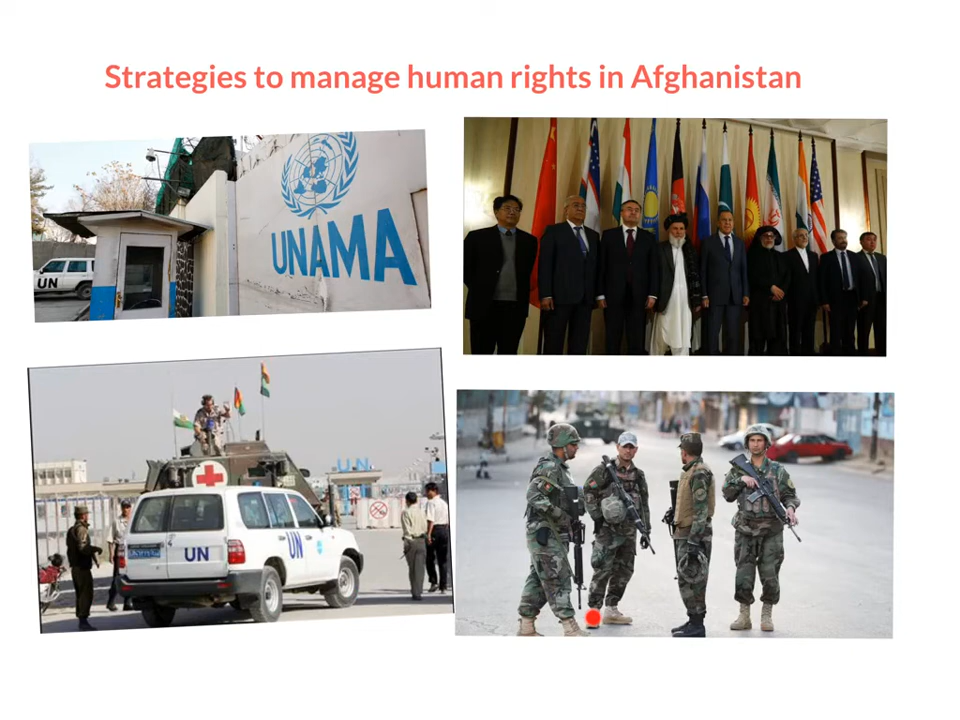 Strategies to manage human rights in Afghanistan
UNAMA
UN
U N
UN
UN